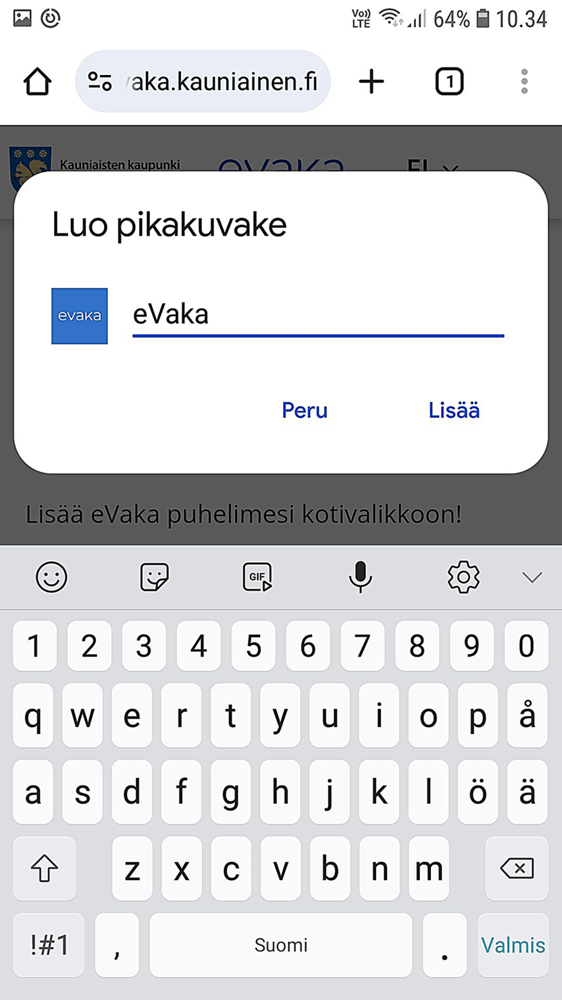 Vo)) LTE 64% 10.34
aka.kauniainen.fi 1
Kauniaisten kaupunki evaka FI
Luo pikakuvake
evaka eVaka
Peru Lisää
Lisää eVaka puhelimesi kotivalikkoon!
GIF
1 2 3 4 5 6 7 8 9 0
q w e r t y u i o p å
a s d f g h j k l ö ä
z x c v b n m
!#1 , Suomi . Valmis